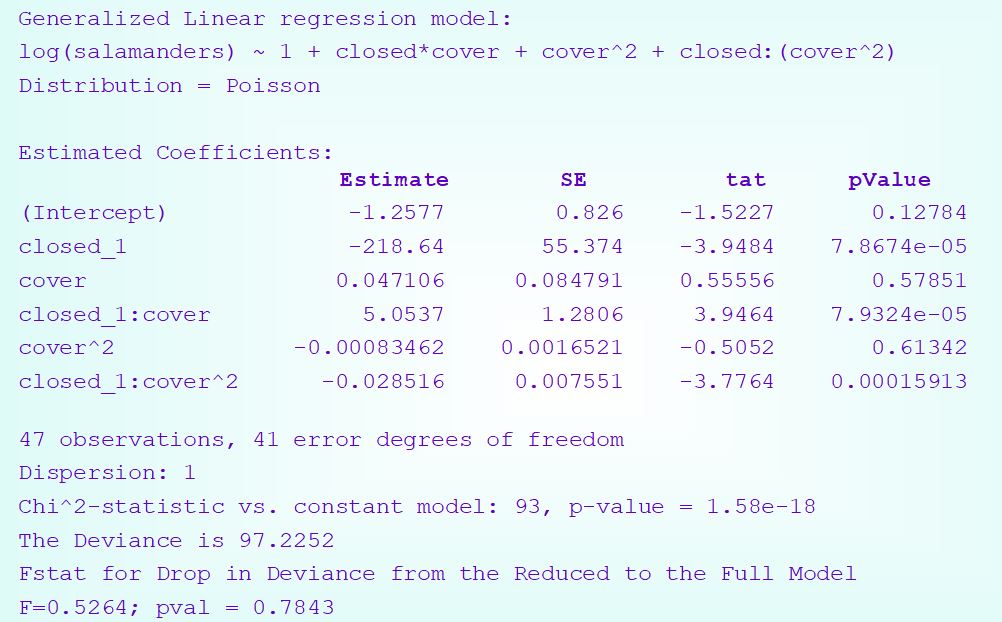 Generalized Linear regression model:
log(salamanders) ~ 1 + closed*cover + cover^2 + closed:(cover^2)
Distribution = Poisson
Estimated Coefficients:
Estimate SE tat pValue
(Intercept) -1.2577 0.826 -1.5227 0.12784
closed_1 -218.64 55.374 -3.9484 7.8674e-05
cover 0.047106 0.084791 0.55556 0.57851
closed_1:cover 5.0537 1.2806 3.9464 7.9324e-05
cover^2 -0.00083462 0.0016521 -0.5052 0.61342
closed_1:cover^2 -0.028516 0.007551 -3.7764 0.00015913
47 observations, 41 error degrees of freedom
Dispersion: 1
Chi^2-statistic vs. constant model: 93, p-value = 1.58e-18
The Deviance is 97.2252
Fstat for Drop in Deviance from the Reduced to the Full Model
F=0.5264; pval = 0.7843